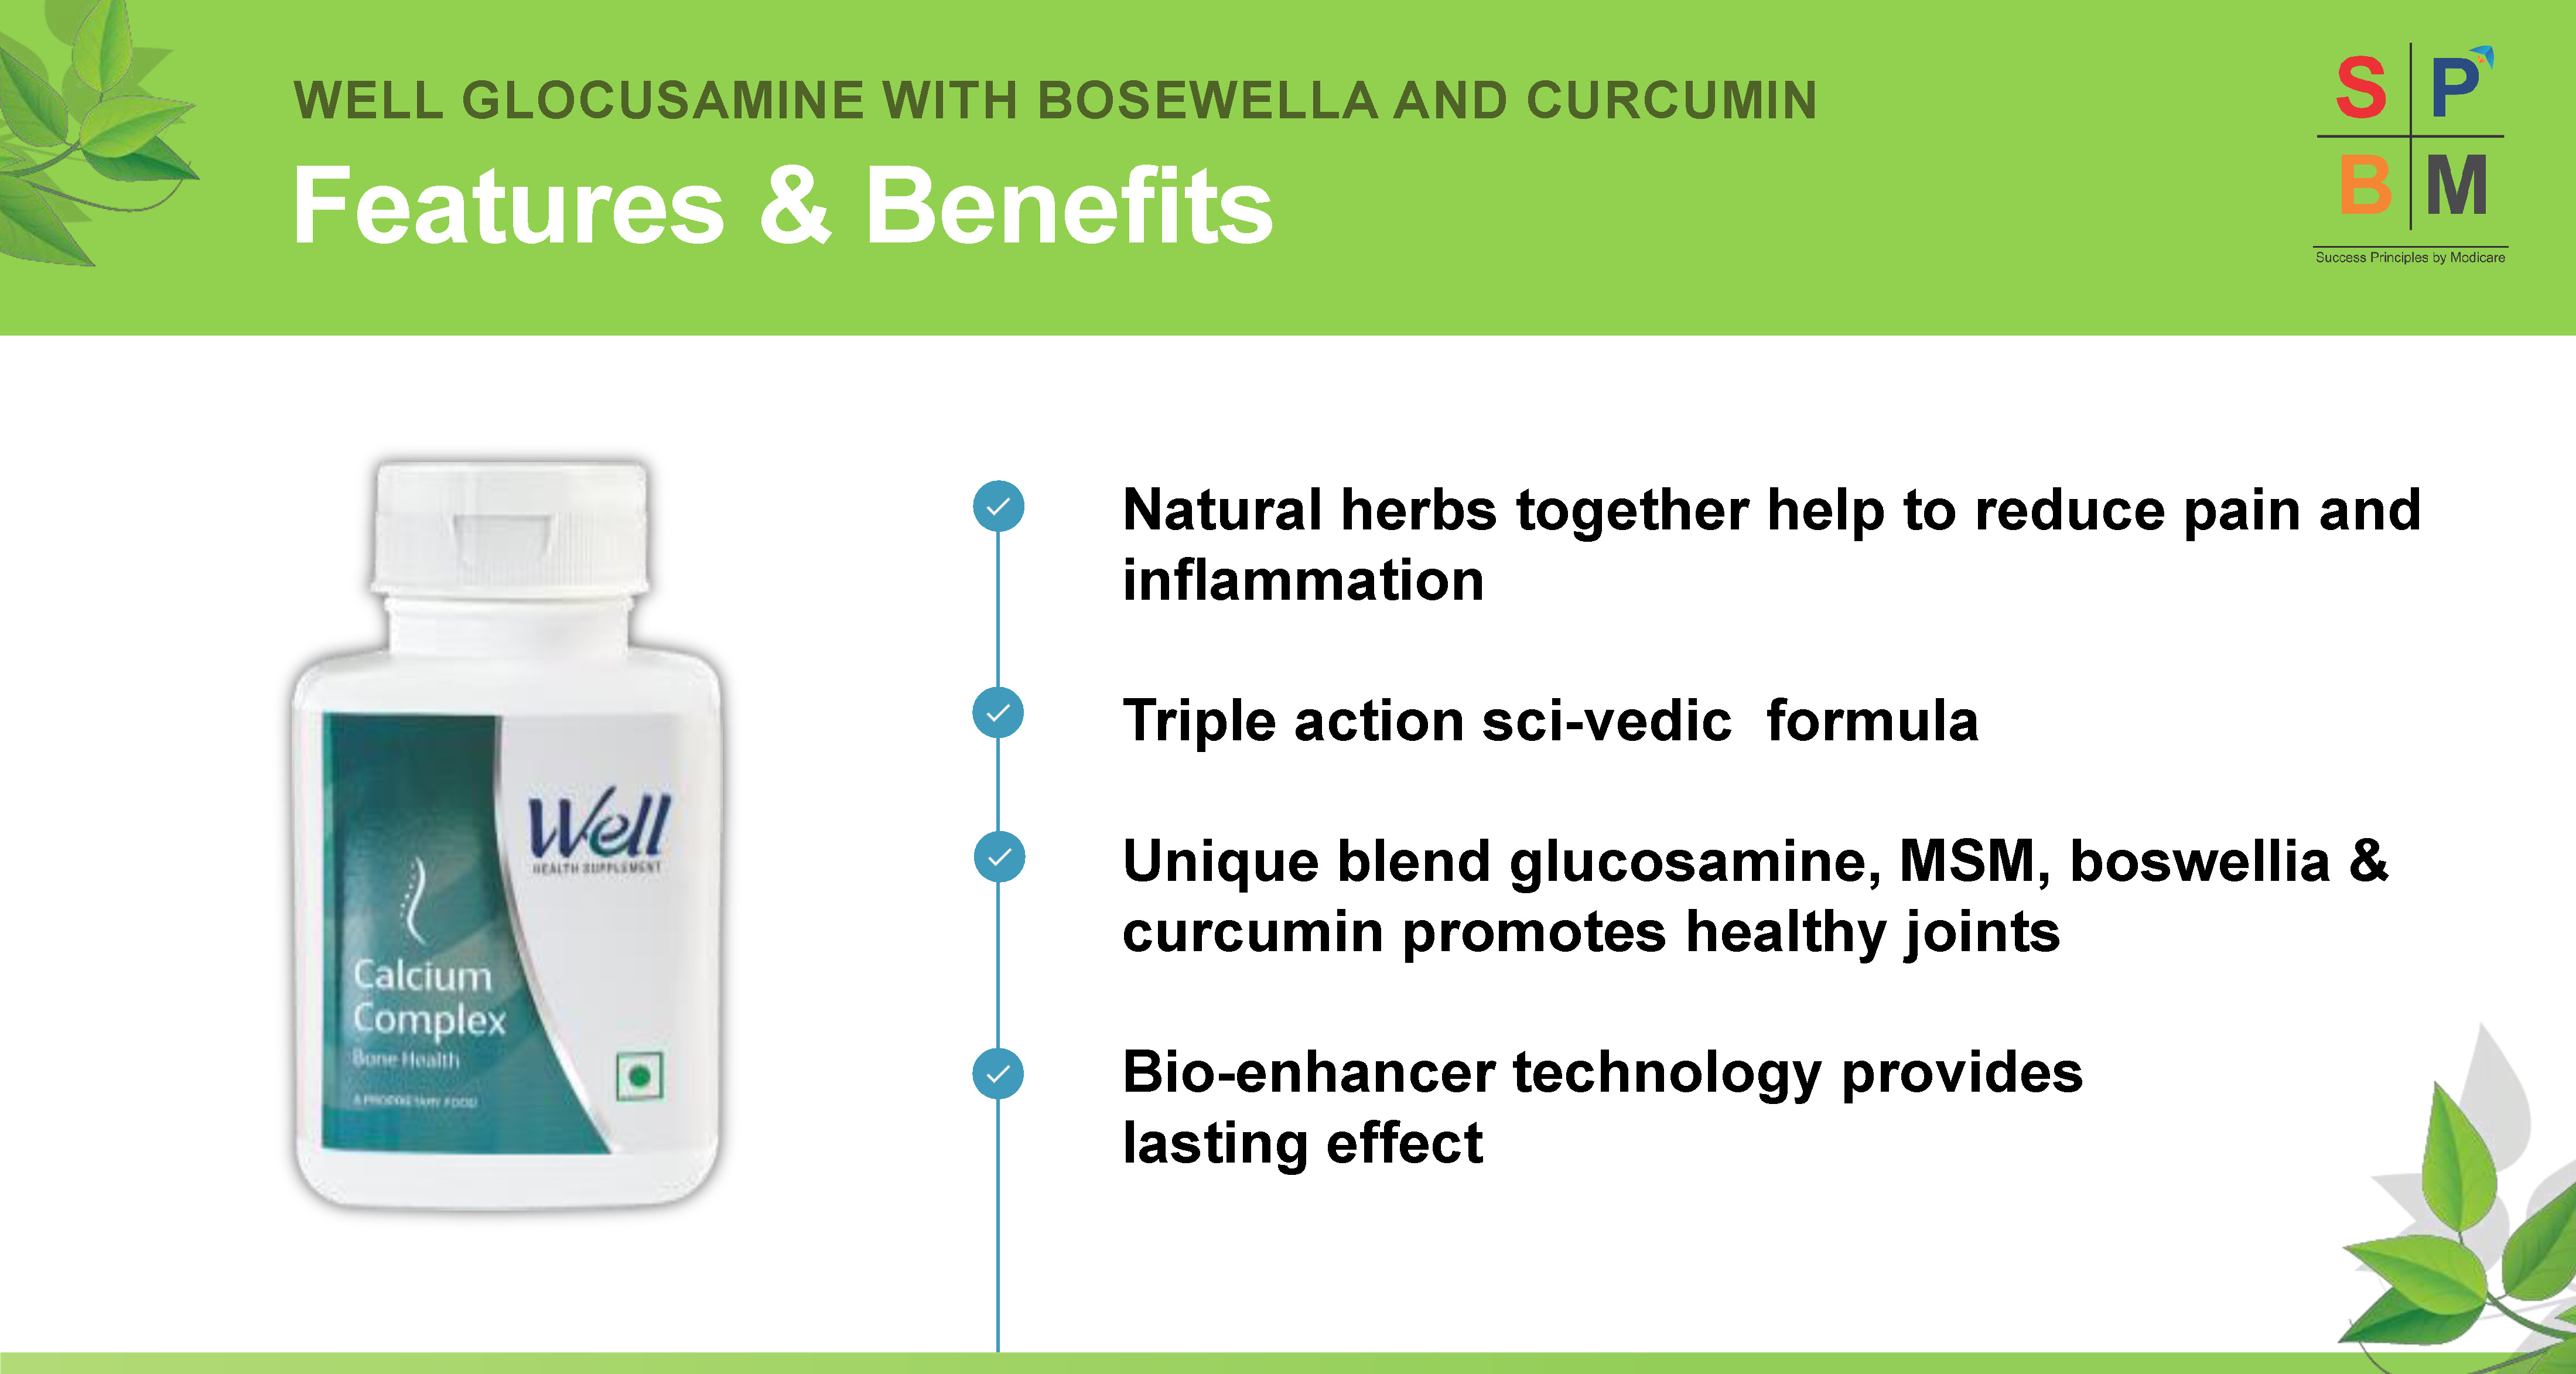 WELL GLOCUSAMINE WITH BOSEWELLA AND CURCUMIN
Features & Benefits
S P
B M
Success Principles by Modicare
Natural herbs together help to reduce pain and
inflammation
Triple action sci-vedic formula
Unique blend glucosamine, MSM, boswellia &
curcumin promotes healthy joints
Bio-enhancer technology provides
lasting effect
Well
HEALTH SUPPLEMENT
Calcium
Complex
Bone Health
A PROPRIETARY FOOD